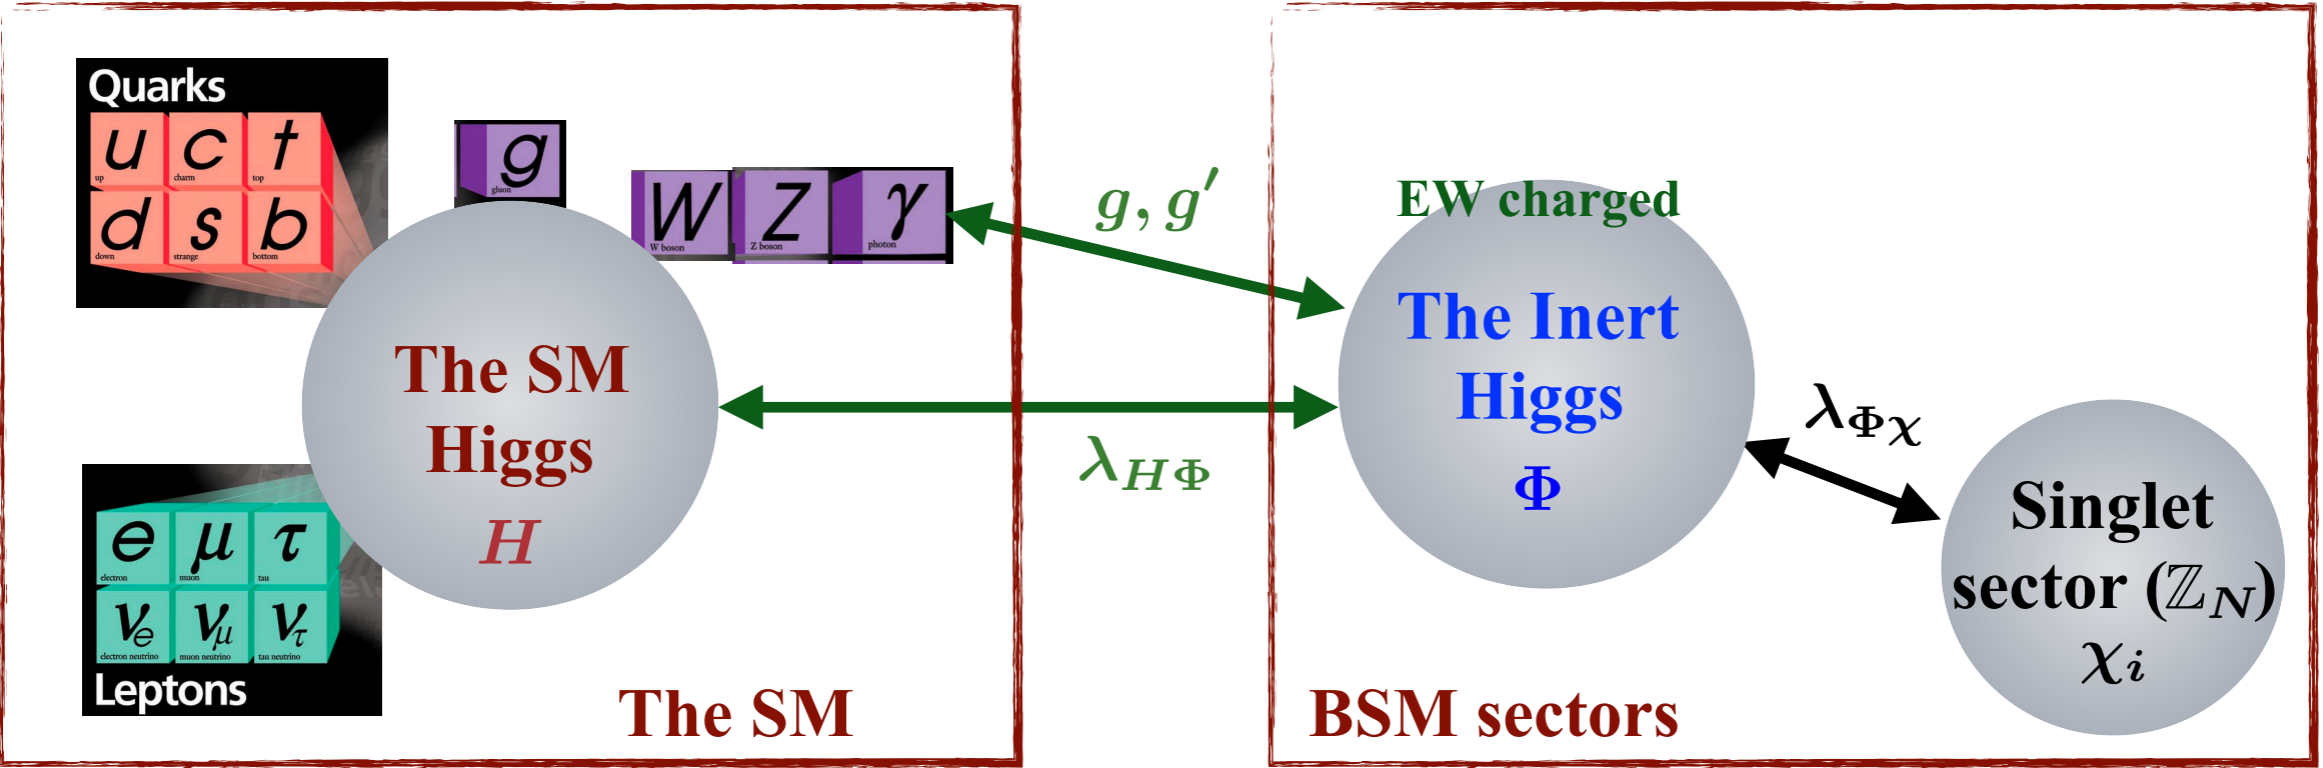 Quarks
u c t
up charm top
d s b
down strange bottom
g
gluon
W Z γ
W boson Z boson photon
The SM
Higgs
H
e μ τ
electron muon tau
νe νμ ντ
electron neutrino muon neutrino tau neutrino
Leptons
The SM
g, g′
λHΦ
EW charged
The Inert
Higgs
Φ
λΦχ
Singlet
sector (ℤN)
χi
BSM sectors